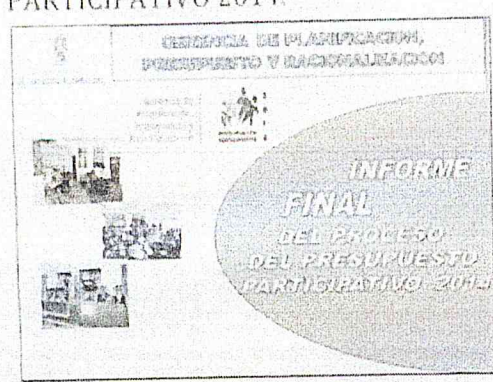 PARTICIPATIVO 2014.
GERENCIA DE PLANIFICACION,
PRESUPUESTO Y RACIONALIZACION
INFORME
FINAL
DEL PROCESO
DEL PRESUPUESTO
PARTICIPATIVO 2014